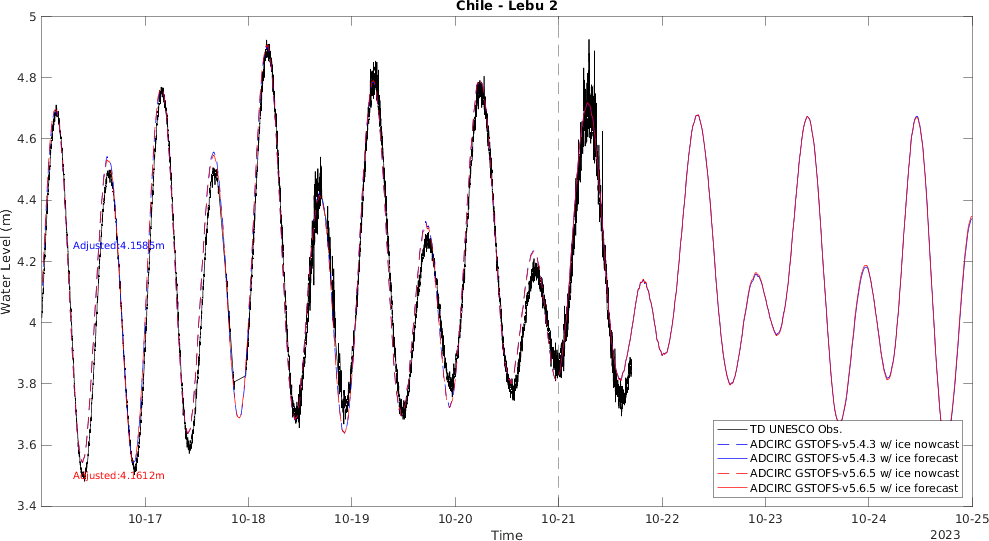 Chile - Lebu 2
5
4.8
4.6
4.4
4.2
4
3.8
3.6
3.4
Water Level (m)
Adjusted:4.1585m
Adjusted:4.1612m
TD UNESCO Obs.
ADCIRC GSTOFS-v5.4.3 w/ ice nowcast
ADCIRC GSTOFS-v5.4.3 w/ ice forecast
ADCIRC GSTOFS-v5.6.5 w/ ice nowcast
ADCIRC GSTOFS-v5.6.5 w/ ice forecast
10-17 10-18 10-19 10-20 10-21 10-22 10-23 10-24 10-25
Time
2023